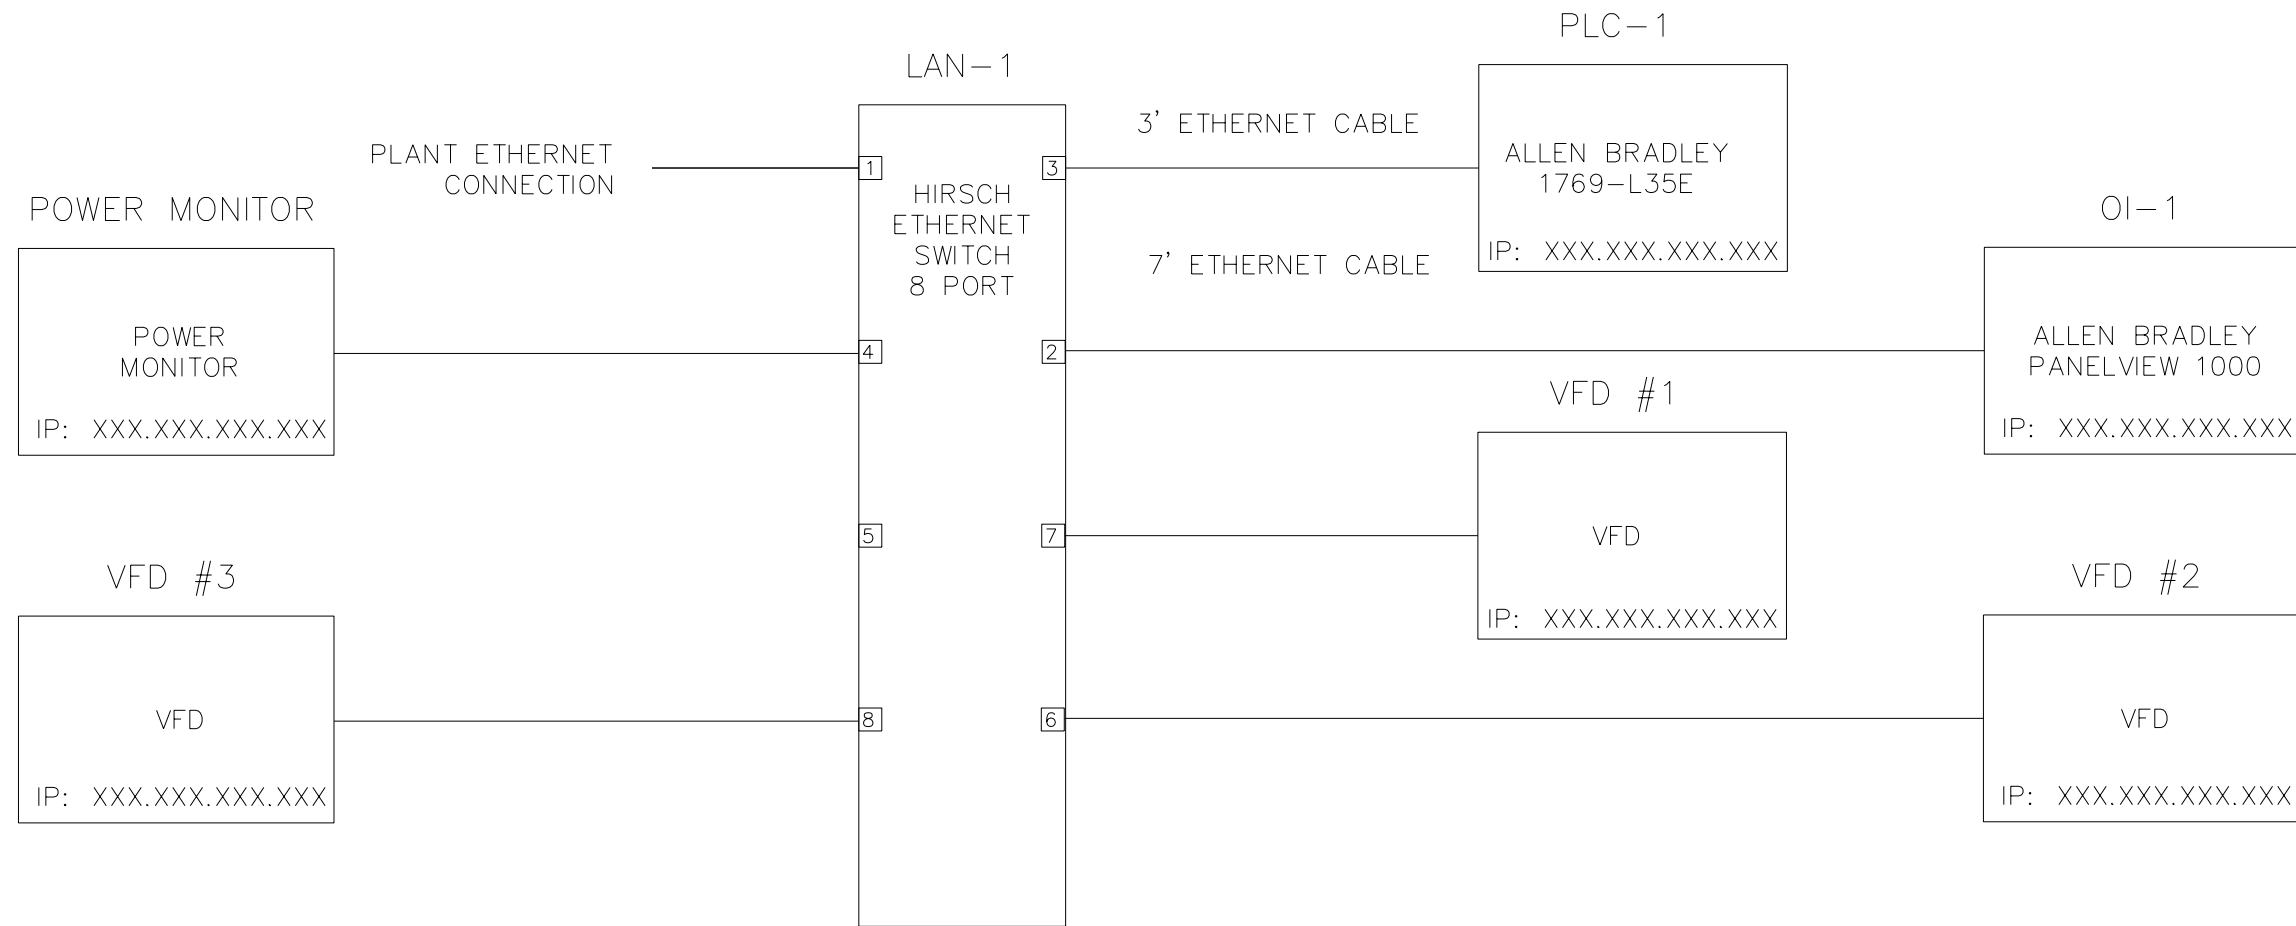 PLC-1
LAN-1
3' ETHERNET CABLE
PLANT ETHERNET
CONNECTION
1
3
ALLEN BRADLEY
1769-L35E
IP: XXX.XXX.XXX.XXX
HIRSCH
ETHERNET
SWITCH
8 PORT
POWER MONITOR
OI-1
7' ETHERNET CABLE
POWER
MONITOR
IP: XXX.XXX.XXX.XXX
4
2
ALLEN BRADLEY
PANELVIEW 1000
IP: XXX.XXX.XXX.XXX
VFD #1
5
7
VFD
IP: XXX.XXX.XXX.XXX
VFD #3
VFD #2
VFD
IP: XXX.XXX.XXX.XXX
8
6
VFD
IP: XXX.XXX.XXX.XXX